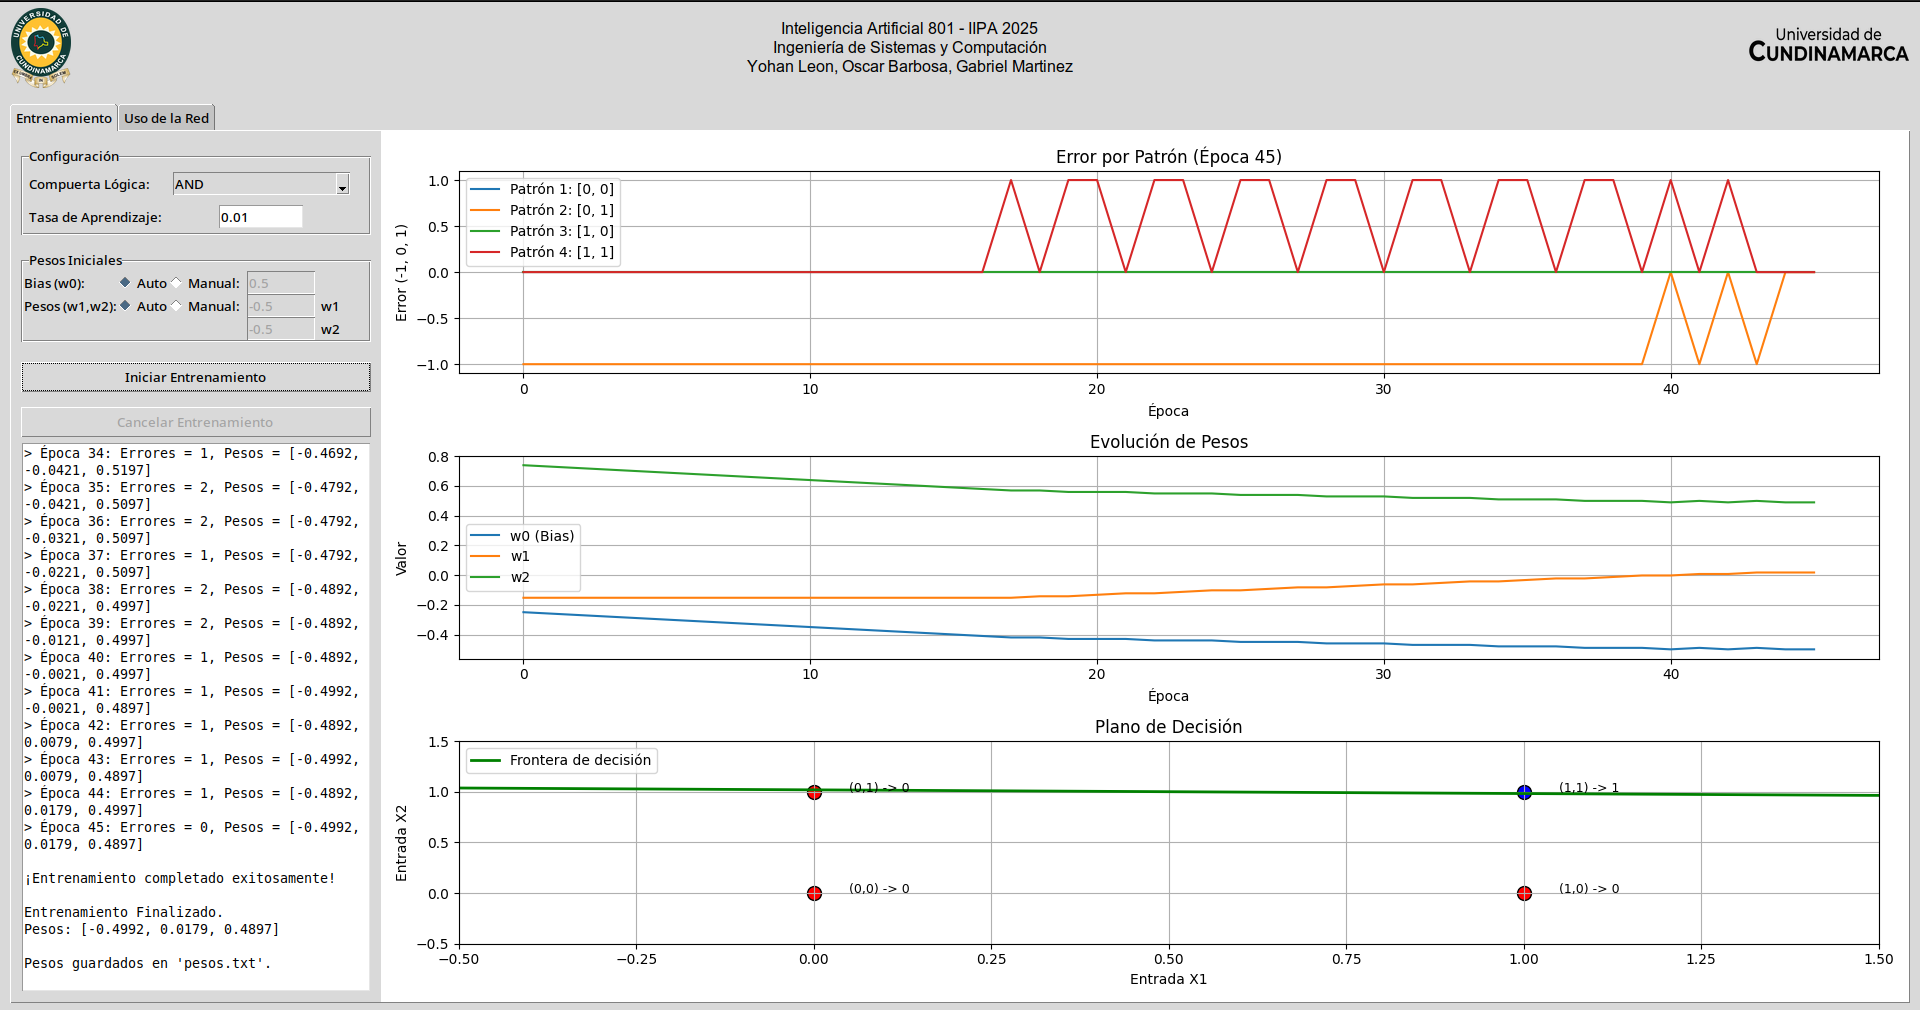 UNIVERSIDAD DE
CUNDINAMARCA
Inteligencia Artificial 801 - IIPA 2025
Ingeniería de Sistemas y Computación
Yohan Leon, Oscar Barbosa, Gabriel Martinez
Universidad de
CUNDINAMARCA
Entrenamiento
Uso de la Red
Configuración
Compuerta Lógica:
AND
Tasa de Aprendizaje:
0.01
Pesos Iniciales
Bias (w0):
Auto
Manual:
0.5
Pesos (w1,w2):
Auto
Manual:
-0.5
w1
-0.5
w2
Iniciar Entrenamiento
Cancelar Entrenamiento
> Época 34: Errores = 1, Pesos = [-0.4692,
-0.0421, 0.5197]
> Época 35: Errores = 2, Pesos = [-0.4792,
-0.0421, 0.5097]
> Época 36: Errores = 2, Pesos = [-0.4792,
-0.0321, 0.5097]
> Época 37: Errores = 1, Pesos = [-0.4792,
-0.0221, 0.5097]
> Época 38: Errores = 2, Pesos = [-0.4892,
-0.0221, 0.4997]
> Época 39: Errores = 2, Pesos = [-0.4892,
-0.0121, 0.4997]
> Época 40: Errores = 1, Pesos = [-0.4892,
-0.0021, 0.4997]
> Época 41: Errores = 1, Pesos = [-0.4992,
-0.0021, 0.4897]
> Época 42: Errores = 1, Pesos = [-0.4892,
0.0079, 0.4997]
> Época 43: Errores = 1, Pesos = [-0.4992,
0.0079, 0.4897]
> Época 44: Errores = 1, Pesos = [-0.4892,
0.0179, 0.4997]
> Época 45: Errores = 0, Pesos = [-0.4992,
0.0179, 0.4897]
¡Entrenamiento completado exitosamente!
Entrenamiento Finalizado.
Pesos: [-0.4992, 0.0179, 0.4897]
Pesos guardados en 'pesos.txt'.
Error por Patrón (Época 45)
Error (-1, 0, 1)
1.0
0.5
0.0
−0.5
−1.0
Patrón 1: [0, 0]
Patrón 2: [0, 1]
Patrón 3: [1, 0]
Patrón 4: [1, 1]
0
10
20
30
40
Época
Evolución de Pesos
Valor
0.8
0.6
0.4
0.2
0.0
−0.2
−0.4
w0 (Bias)
w1
w2
0
10
20
30
40
Época
Plano de Decisión
Entrada X2
1.5
1.0
0.5
0.0
−0.5
Frontera de decisión
(0,1) -> 0
(1,1) -> 1
(0,0) -> 0
(1,0) -> 0
−0.50
−0.25
0.00
0.25
0.50
0.75
1.00
1.25
1.50
Entrada X1